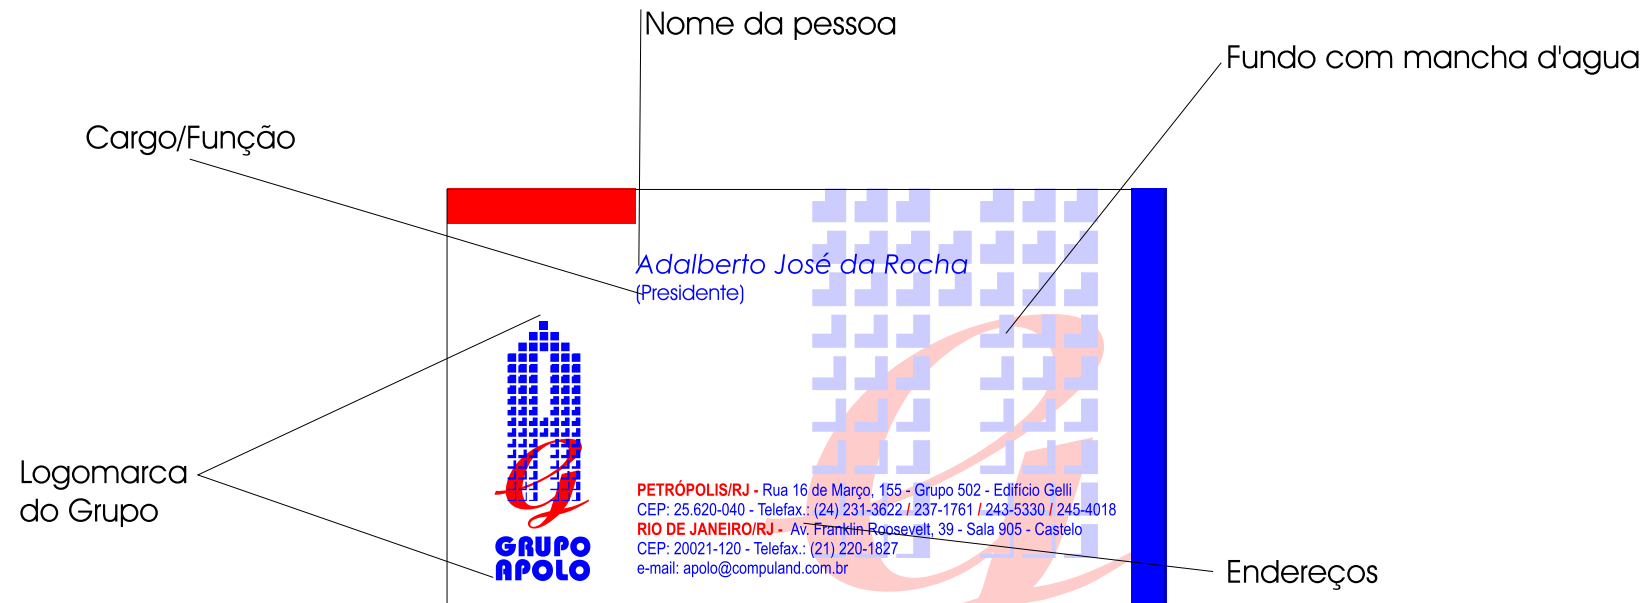 Nome da pessoa
Fundo com mancha d'agua
Cargo/Função
Adalberto José da Rocha
(Presidente)
Logomarca
do Grupo
GRUPO
APOLO
PETRÓPOLIS/RJ - Rua 16 de Março, 155 - Grupo 502 - Edifício Gelli
CEP: 25.620-040 - Telefax.: (24) 231-3622 / 237-1761 / 243-5330 / 245-4018
RIO DE JANEIRO/RJ - Av. Franklin Roosevelt, 39 - Sala 905 - Castelo
CEP: 20021-120 - Telefax.: (21) 220-1827
e-mail: apolo@compuland.com.br
Endereços